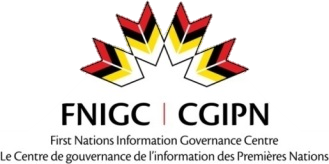 FNIGC | CGIPN
First Nations Information Governance Centre
Le Centre de gouvernance de l'information des Premières Nations